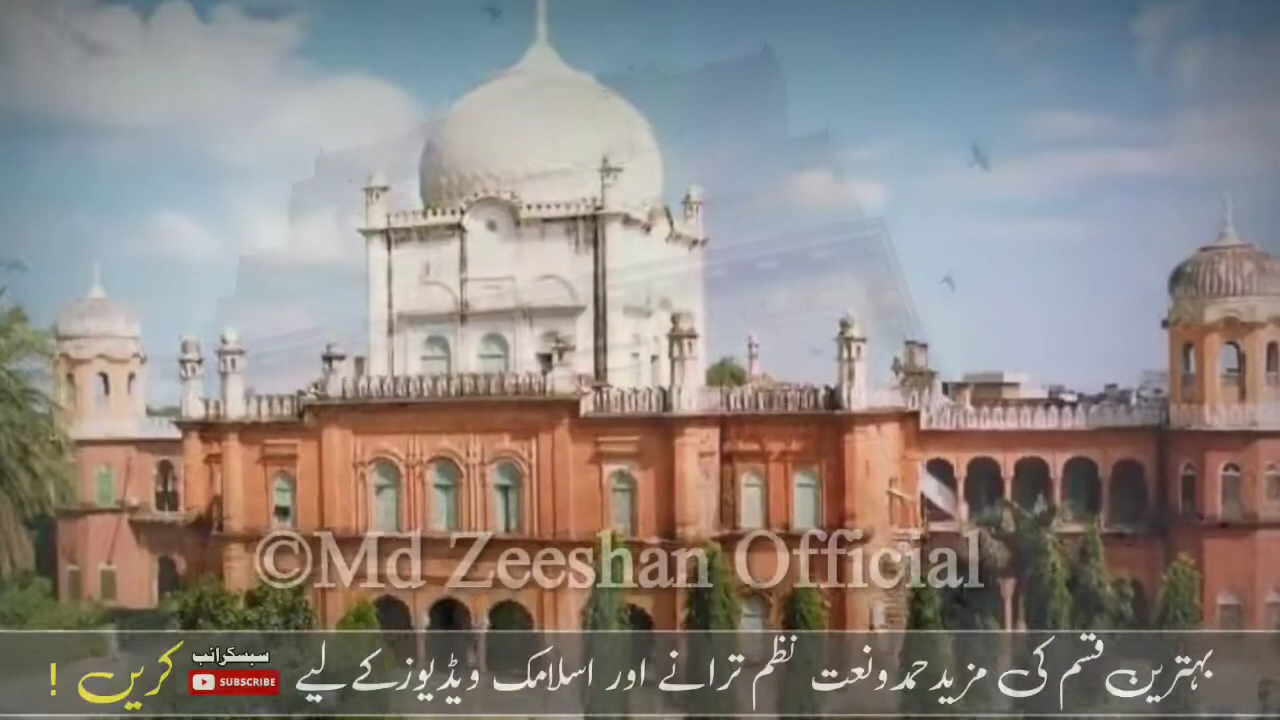 ©Md Zeeshan Official
بہترین قسم کی مزید حمد و نعت نظم ترانے اور اسلامک ویڈیوز کے لیے سبسکرائب SUBSCRIBE کریں !